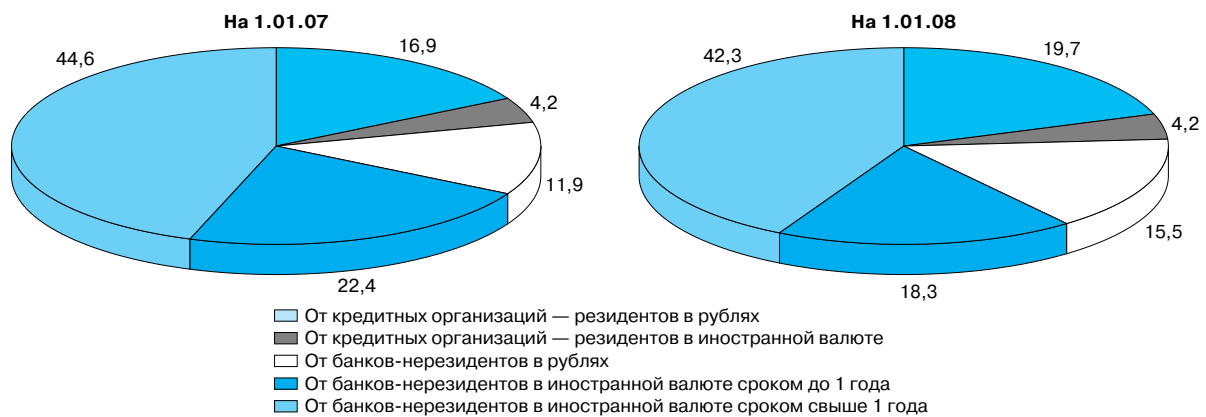 На 1.01.07
44,6
16,9
4,2
11,9
22,4
На 1.01.08
42,3
19,7
4,2
15,5
18,3
От кредитных организаций — резидентов в рублях
От кредитных организаций — резидентов в иностранной валюте
От банков-нерезидентов в рублях
От банков-нерезидентов в иностранной валюте сроком до 1 года
От банков-нерезидентов в иностранной валюте сроком свыше 1 года